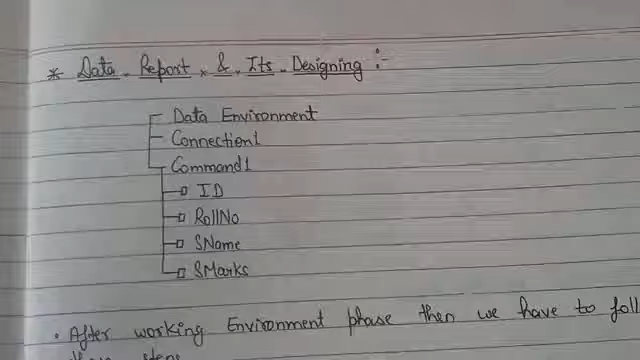 * Data Report & Its Designing :-
Data Environment
Connection1
Command1
ID
RollNo
SName
SMarks
• After working Environment phase then we have to foll
steps